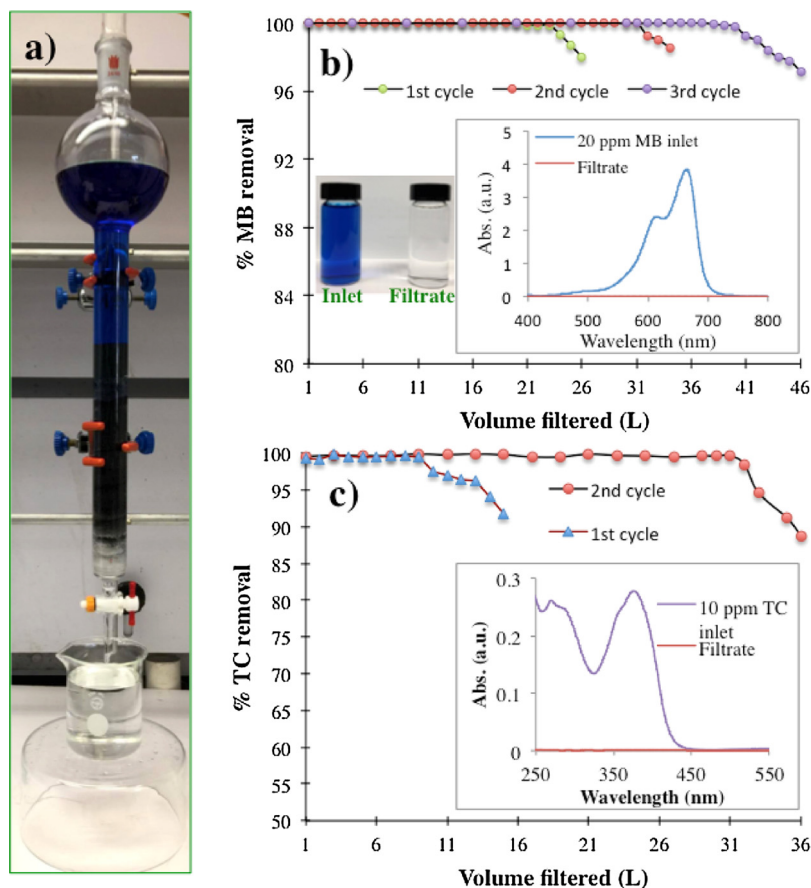 a)
b)
100
96
92
88
84
80
% MB removal
1st cycle 2nd cycle 3rd cycle
20 ppm MB inlet
Filtrate
5
4
3
2
1
0
Abs. (a.u.)
400 500 600 700 800
Wavelength (nm)
Inlet Filtrate
1 6 11 16 21 26 31 36 41 46
Volume filtered (L)
c)
100
95
90
85
80
75
70
65
60
55
50
% TC removal
2nd cycle
1st cycle
10 ppm TC
inlet
Filtrate
0.3
0.2
0.1
0
Abs. (a.u.)
250 350 450 550
Wavelength (nm)
1 6 11 16 21 26 31 36
Volume filtered (L)